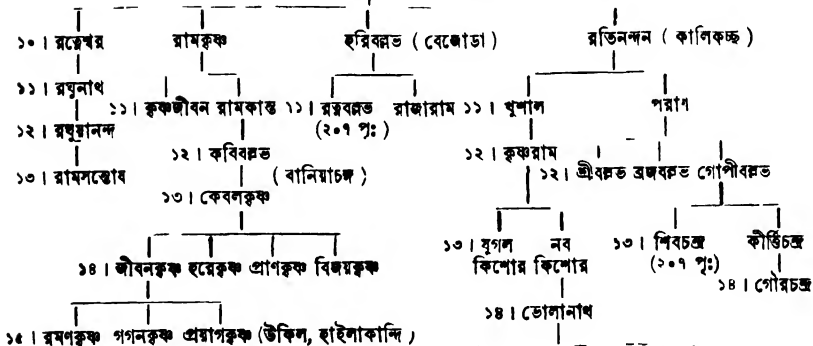 ১০। রত্নেশ্বর রামকৃষ্ণ হরিবল্লভ ( বেজোড়া ) রতিনন্দন ( কালিকচ্ছ )
১১। রঘুনাথ ১১। কৃষ্ণজীবন রামকান্ত ১১। রত্নবল্লভ রাজারাম ১১। খুশাল পরাণ
(২০১ পৃঃ)
১২। রঘুয়ানন্দ ১২। কবিবল্লভ ১২। কৃষ্ণরাম ১২। শ্রীবল্লভ ব্রজবল্লভ গোপীবল্লভ
১৩। রামসন্তোষ ( বানিয়াচঙ্গ )
১৩। কেবলকৃষ্ণ
১৩। যুগল নব ১৩। শিবচন্দ্র কীর্ত্তিচন্দ্র
কিশোর কিশোর (২০১ পৃঃ)
১৪। জীবনকৃষ্ণ হরেকৃষ্ণ প্রাণকৃষ্ণ বিজয়কৃষ্ণ ১৪। গৌরচন্দ্র
১৪। ভোলানাথ
১৫। রমণকৃষ্ণ গগনকৃষ্ণ প্রয়াগকৃষ্ণ (উকিল, হাইলাকান্দি )